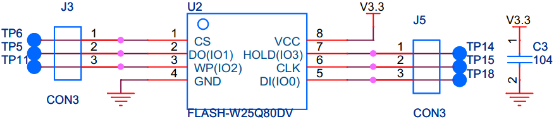 J3
TP6
TP5
TP11
1
2
3
CON3
U2
1
2
3
4
CS
DO(IO1)
WP(IO2)
GND
VCC
HOLD(IO3)
CLK
DI(IO0)
8
7
6
5
FLASH-W25Q80DV
V3.3
J5
1
2
3
TP14
TP15
TP18
CON3
V3.3
1
2
C3
104